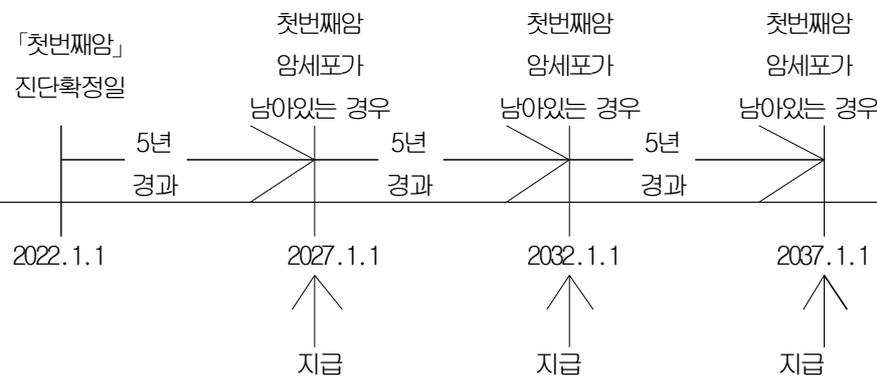 「첫번째암」
진단확정일
첫번째암
암세포가
남아있는 경우
첫번째암
암세포가
남아있는 경우
첫번째암
암세포가
남아있는 경우
5년
경과
5년
경과
5년
경과
2022.1.1
2027.1.1
2032.1.1
2037.1.1
지급
지급
지급